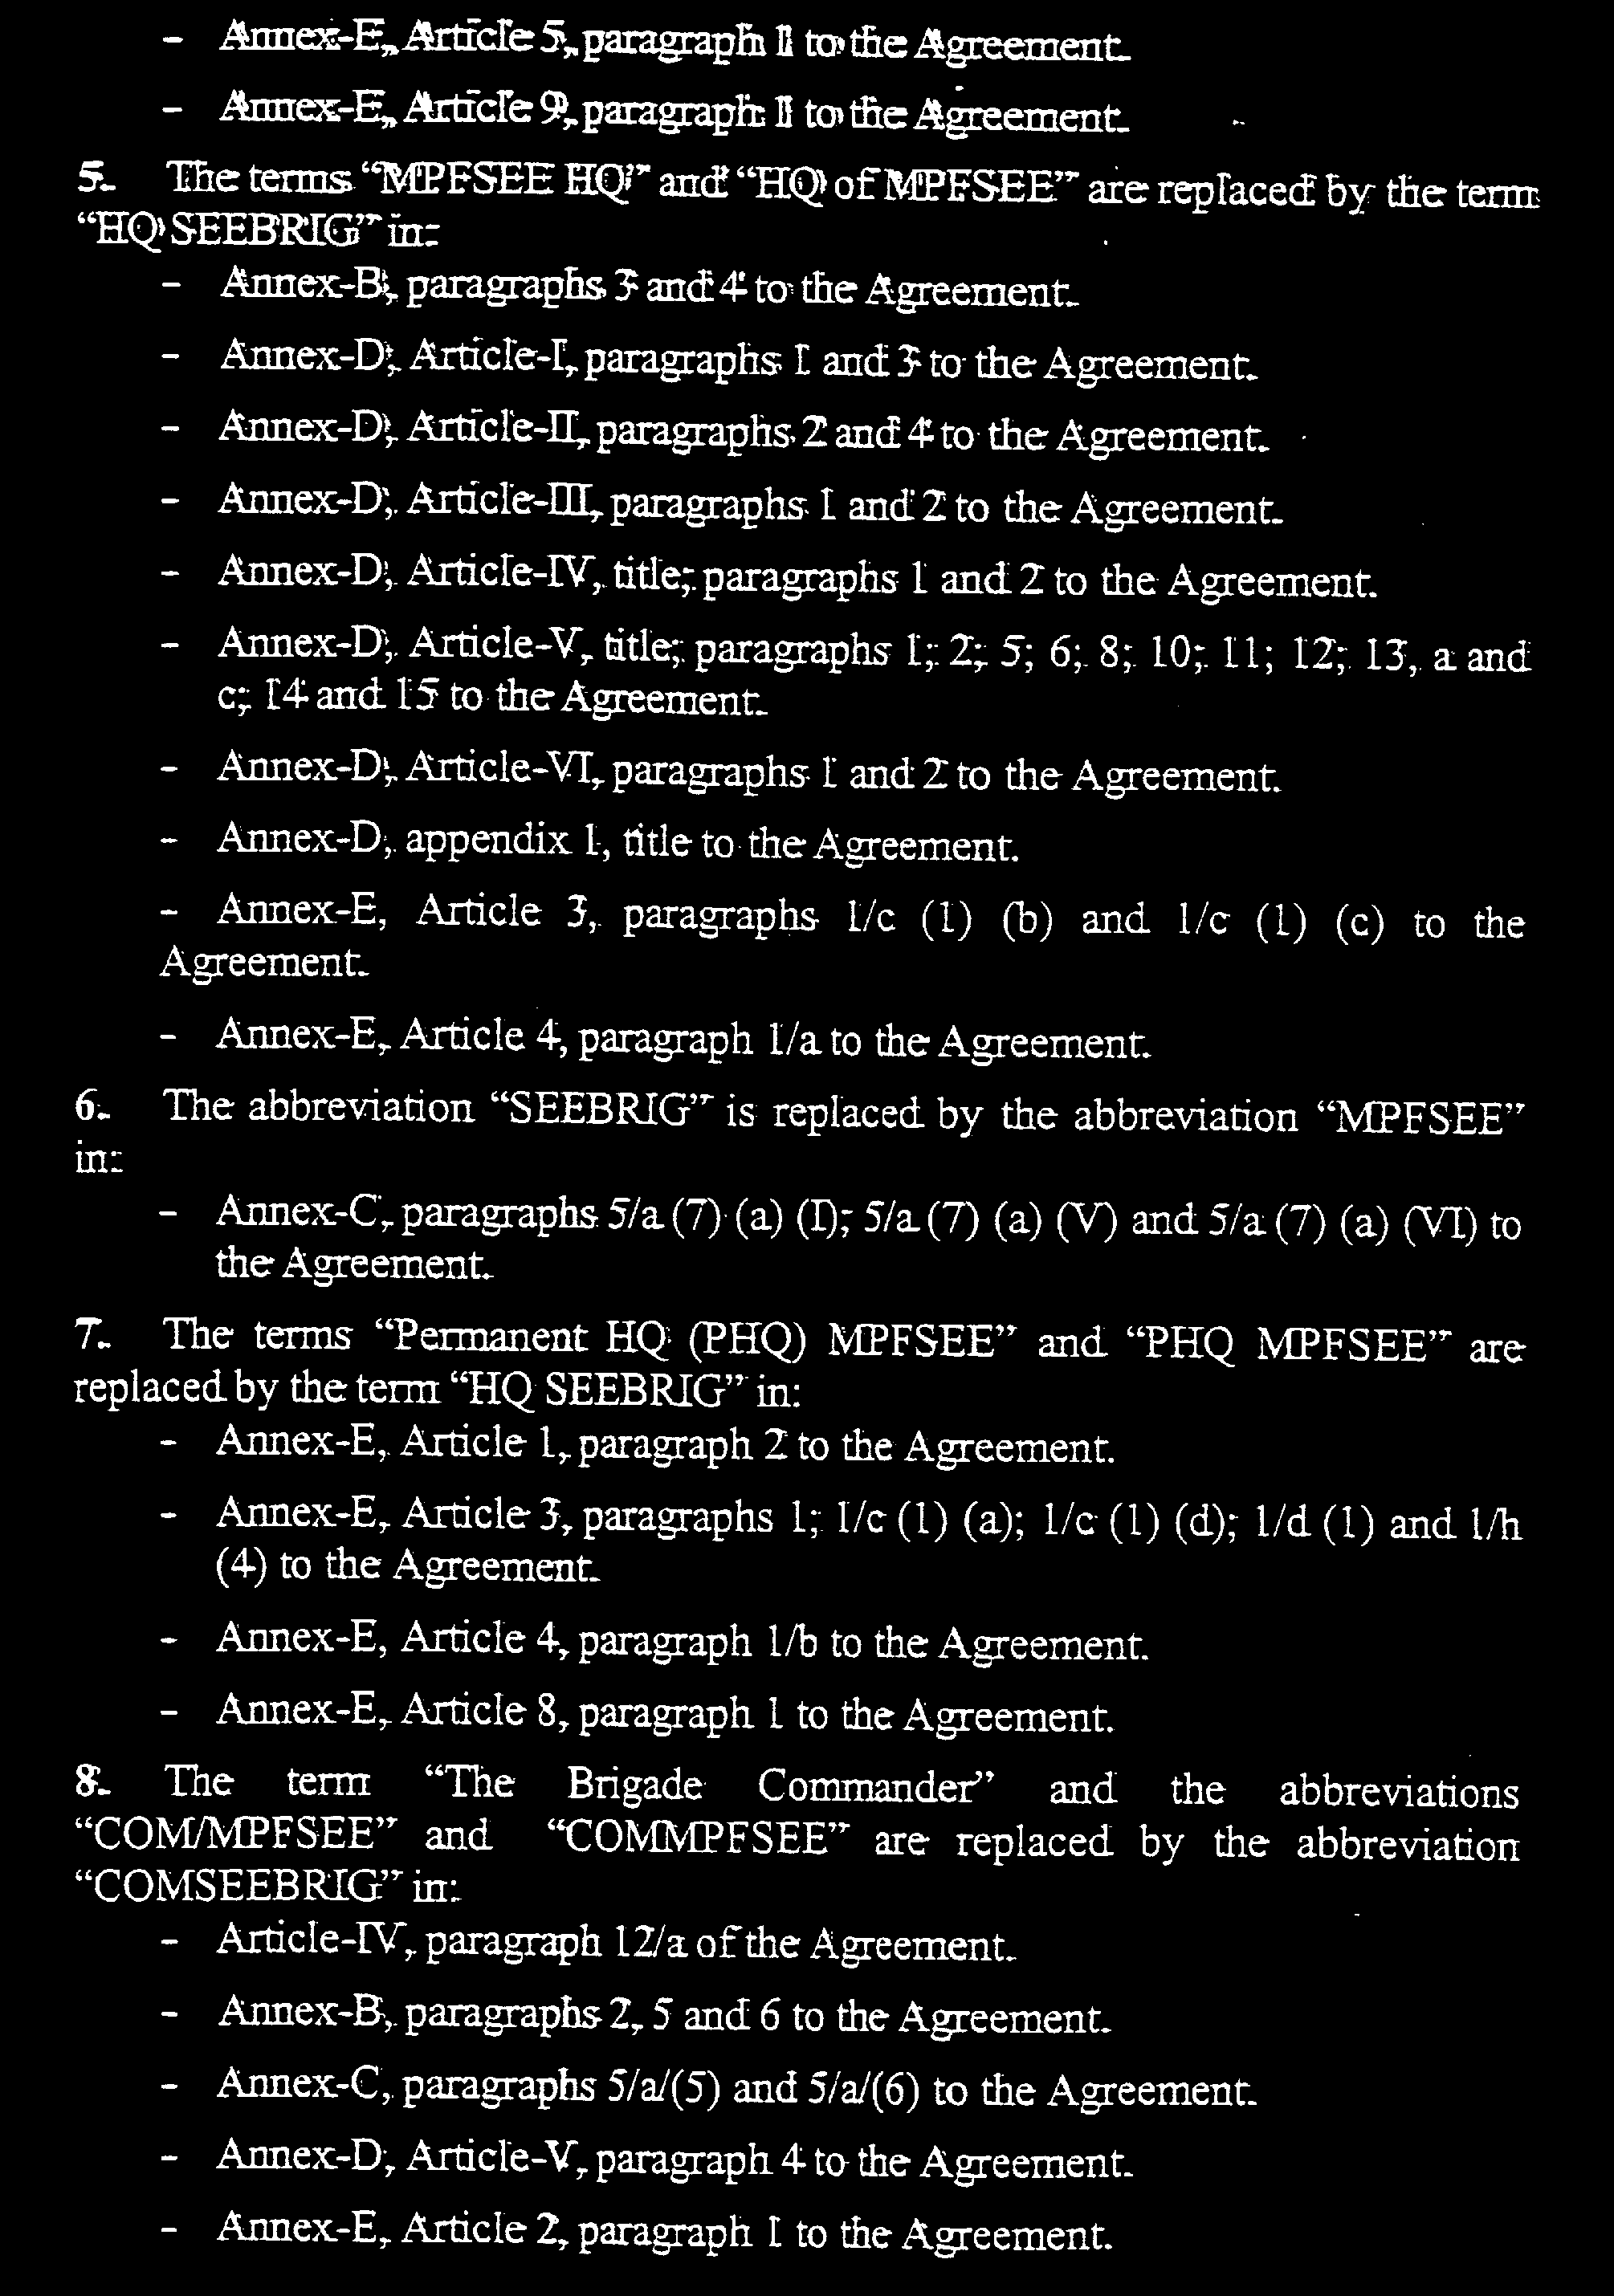 - Annex-E, Article 5, paragraph 1 to the Agreement.
- Annex-E, Article 9, paragraph 1 to the Agreement.
5. The terms "MPFSEE HQ" and "HQ of MPFSEE" are replaced by the term
"HQ SEEBRIG" in:
- Annex-B, paragraphs 3 and 4 to the Agreement.
- Annex-D, Article-I, paragraphs 1 and 3 to the Agreement.
- Annex-D, Article-II, paragraphs 2 and 4 to the Agreement.
- Annex-D, Article-III, paragraphs 1 and 2 to the Agreement.
- Annex-D, Article-IV, title; paragraphs 1 and 2 to the Agreement.
- Annex-D, Article-V, title; paragraphs 1; 2; 5; 6; 8; 10; 11; 12; 13, a and
c; 14 and 15 to the Agreement.
- Annex-D, Article-VI, paragraphs 1 and 2 to the Agreement.
- Annex-D, appendix 1, title to the Agreement.
- Annex-E, Article 3, paragraphs 1/c (1) (b) and 1/c (1) (c) to the
Agreement.
- Annex-E, Article 4, paragraph 1/a to the Agreement.
6. The abbreviation "SEEBRIG" is replaced by the abbreviation "MPFSEE"
in:
- Annex-C, paragraphs 5/a (7) (a) (I); 5/a (7) (a) (V) and 5/a (7) (a) (VI) to
the Agreement.
7. The terms "Permanent HQ (PHQ) MPFSEE" and "PHQ MPFSEE" are
replaced by the term "HQ SEEBRIG" in:
- Annex-E, Article 1, paragraph 2 to the Agreement.
- Annex-E, Article 3, paragraphs 1; 1/c (1) (a); 1/c (1) (d); 1/d (1) and 1/h
(4) to the Agreement.
- Annex-E, Article 4, paragraph 1/b to the Agreement.
- Annex-E, Article 8, paragraph 1 to the Agreement.
8. The term "The Brigade Commander" and the abbreviations
"COM/MPFSEE" and "COMMPFSEE" are replaced by the abbreviation
"COMSEEBRIG" in:
- Article-IV, paragraph 12/a of the Agreement.
- Annex-B, paragraphs 2, 5 and 6 to the Agreement.
- Annex-C, paragraphs 5/a/(5) and 5/a/(6) to the Agreement.
- Annex-D, Article-V, paragraph 4 to the Agreement.
- Annex-E, Article 2, paragraph 1 to the Agreement.